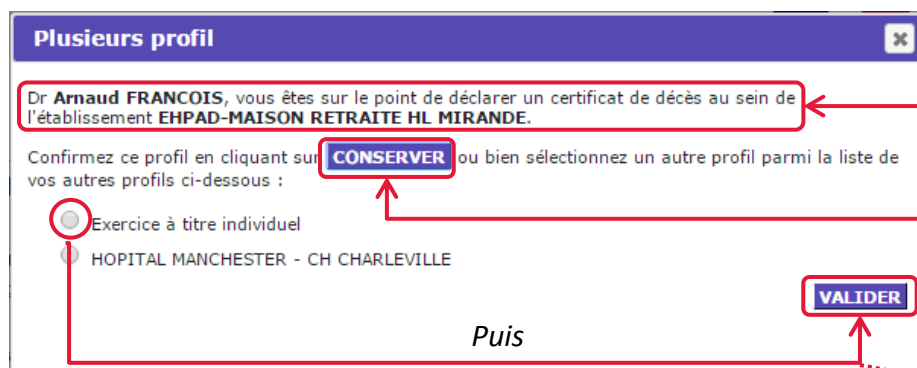 Plusieurs profil
Dr Arnaud FRANCOIS, vous êtes sur le point de déclarer un certificat de décès au sein de
l'établissement EHPAD-MAISON RETRAITE HL MIRANDE.
Confirmez ce profil en cliquant sur CONSERVER ou bien sélectionnez un autre profil parmi la liste de
vos autres profils ci-dessous :
Exercice à titre individuel
HOPITAL MANCHESTER - CH CHARLEVILLE
VALIDER
Puis